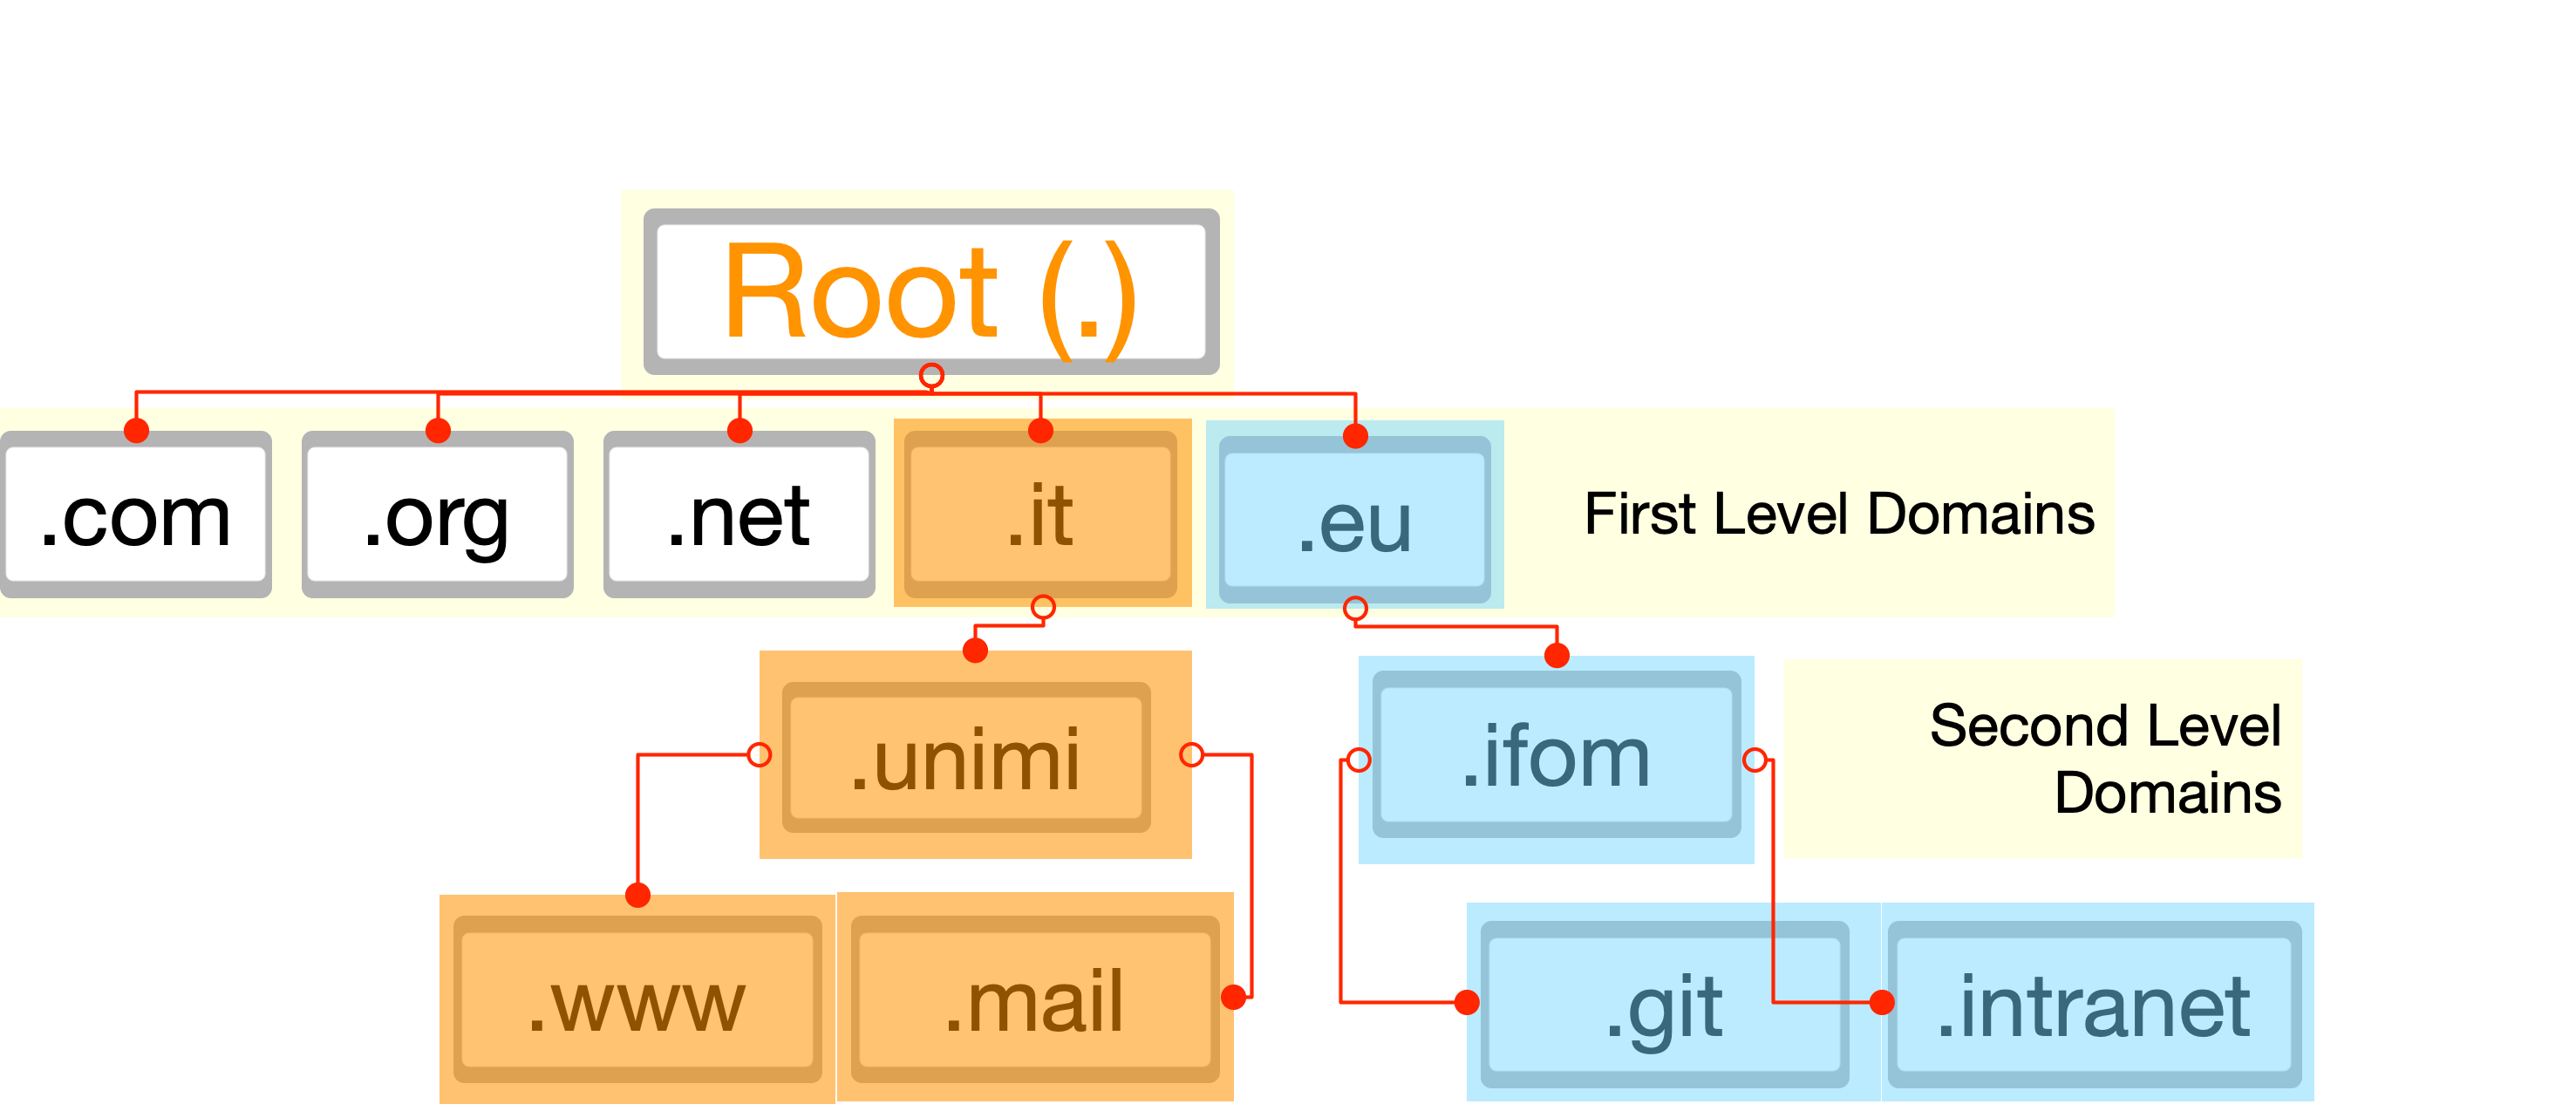 Root (.)
.com
.org
.net
.it
.eu
First Level Domains
.unimi
.ifom
Second Level
Domains
.www
.mail
.git
.intranet